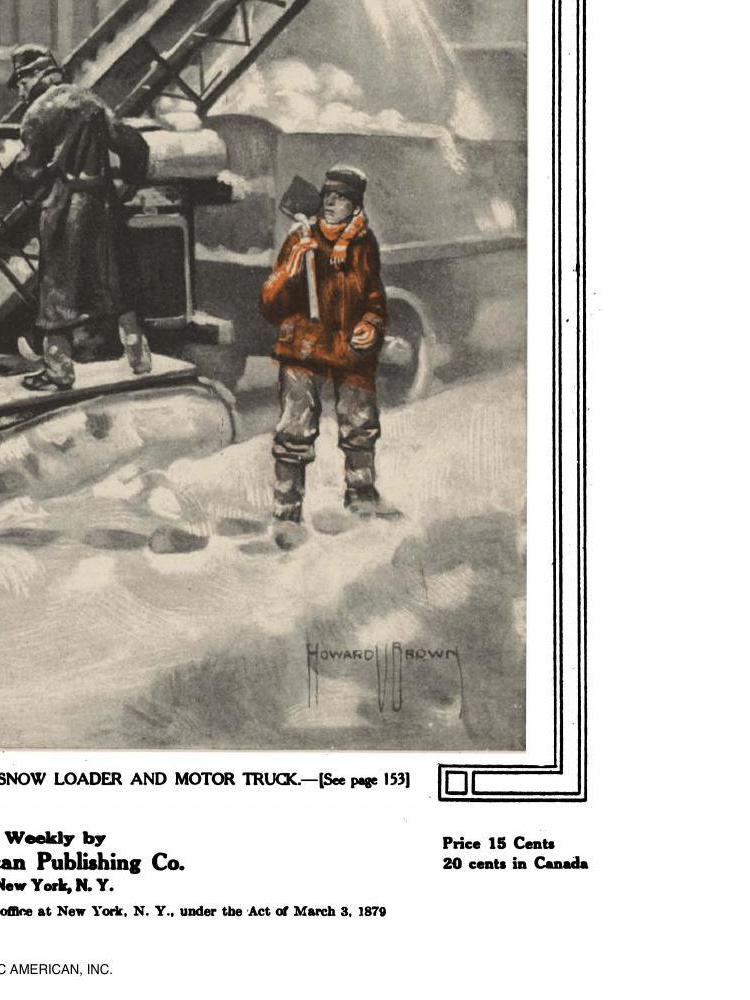 HOWARD V BROWN
SNOW LOADER AND MOTOR TRUCK.—[See page 153]
Weekly by
an Publishing Co.
New York, N. Y.
Price 15 Cents
20 cents in Canada
office at New York, N. Y., under the Act of March 3, 1879
C AMERICAN, INC.